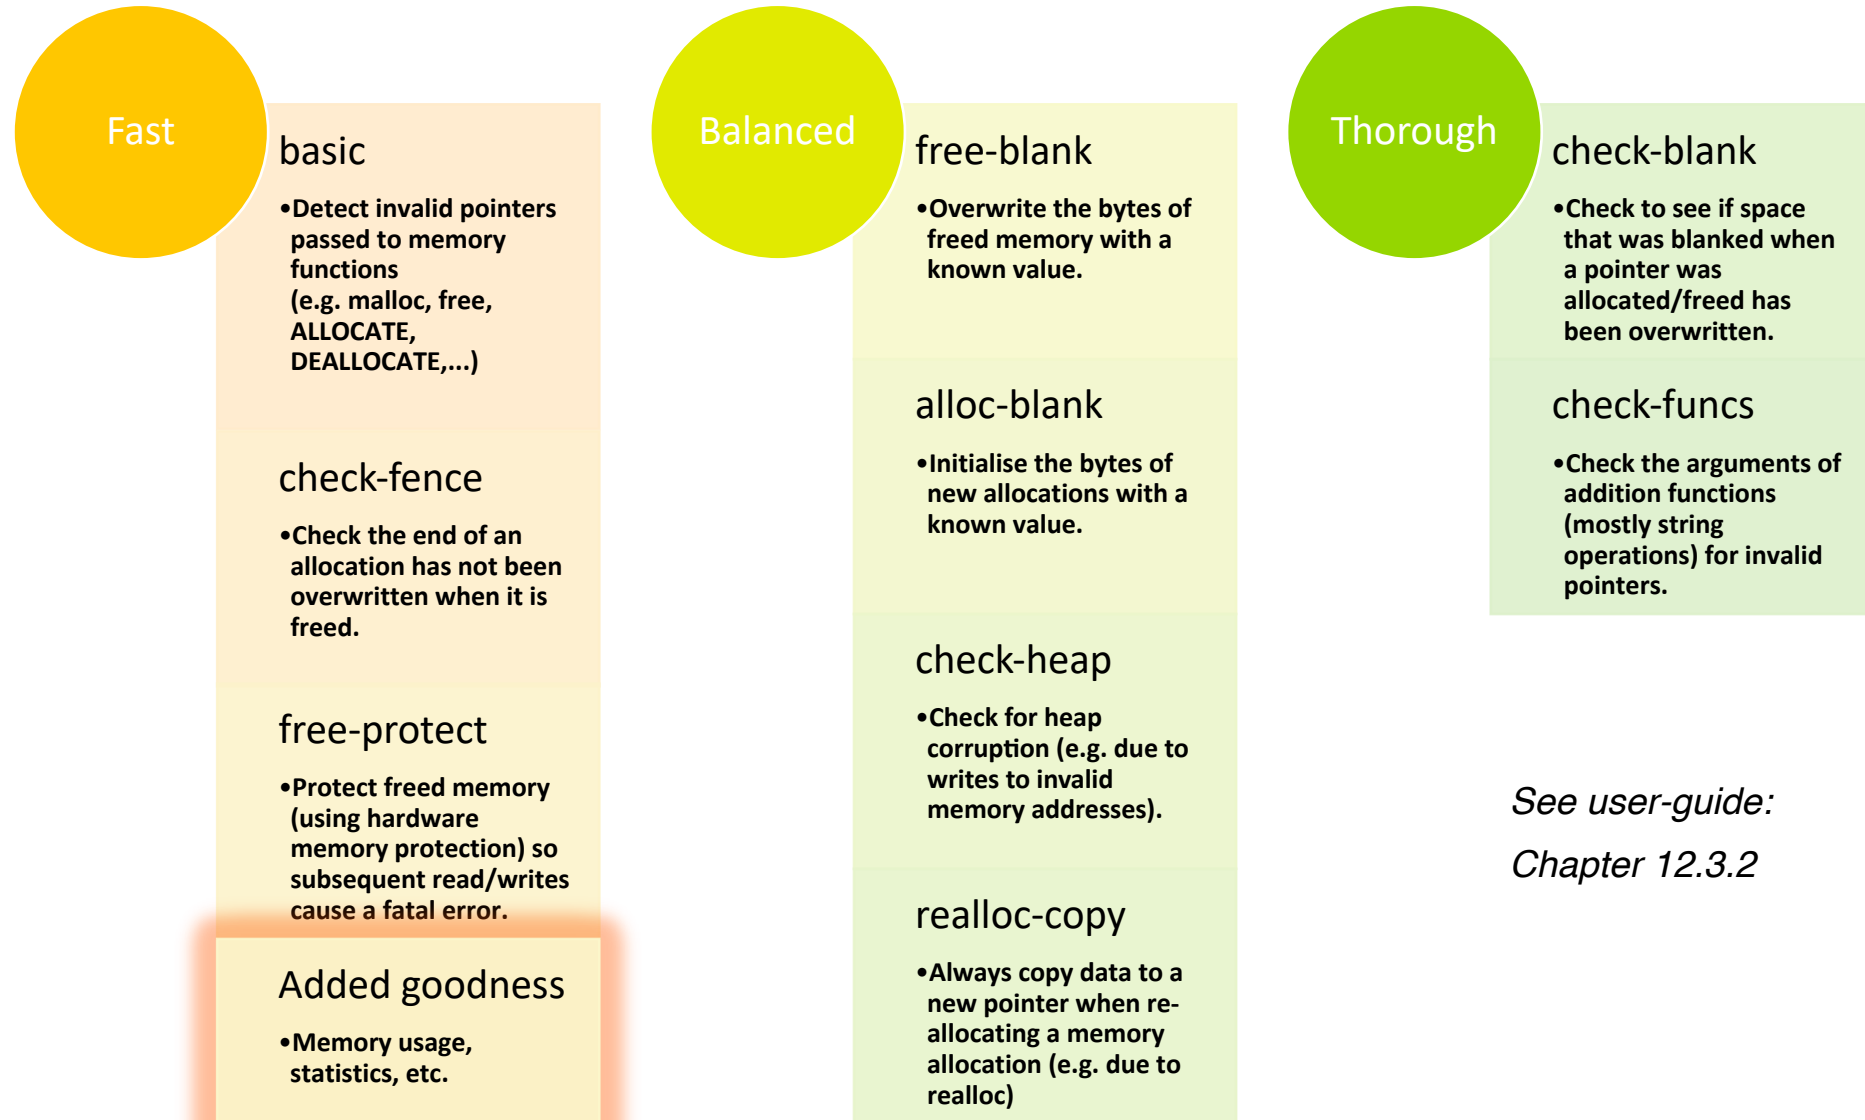 Fast
basic
•Detect invalid pointers
passed to memory
functions
(e.g. malloc, free,
ALLOCATE,
DEALLOCATE,...)
check-fence
•Check the end of an
allocation has not been
overwritten when it is
freed.
free-protect
•Protect freed memory
(using hardware
memory protection) so
subsequent read/writes
cause a fatal error.
Added goodness
•Memory usage,
statistics, etc.
Balanced
free-blank
•Overwrite the bytes of
freed memory with a
known value.
alloc-blank
•Initialise the bytes of
new allocations with a
known value.
check-heap
•Check for heap
corruption (e.g. due to
writes to invalid
memory addresses).
realloc-copy
•Always copy data to a
new pointer when re-
allocating a memory
allocation (e.g. due to
realloc)
Thorough
check-blank
•Check to see if space
that was blanked when
a pointer was
allocated/freed has
been overwritten.
check-funcs
•Check the arguments of
addition functions
(mostly string
operations) for invalid
pointers.
See user-guide:
Chapter 12.3.2